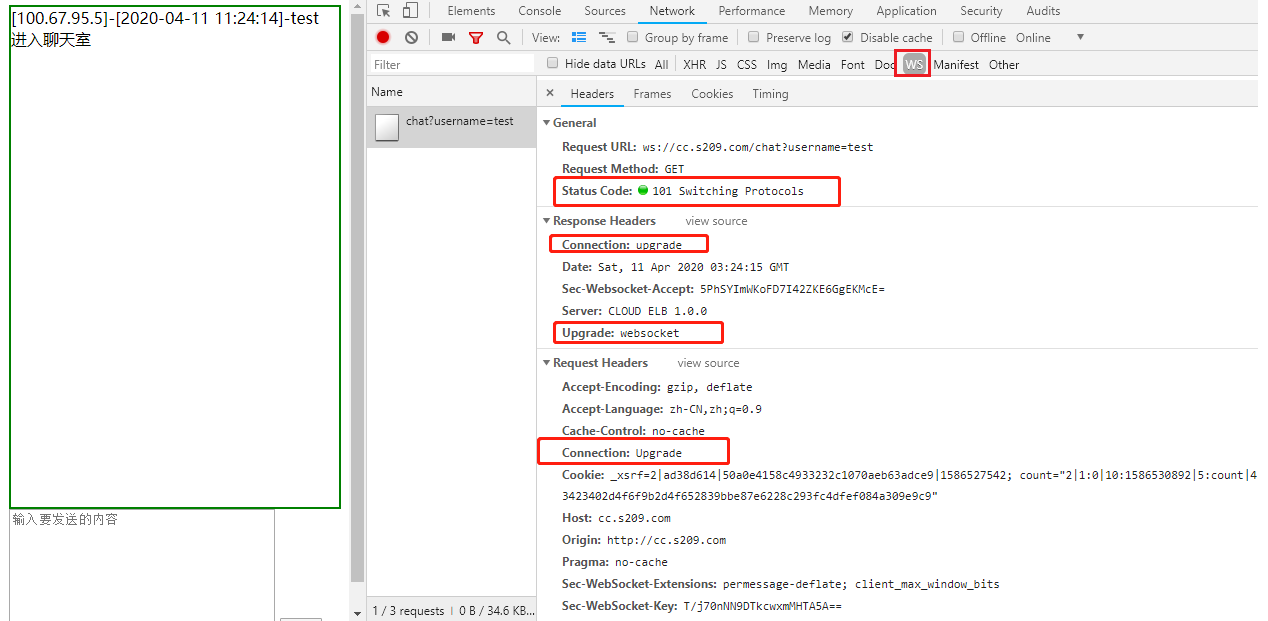 [100.67.95.5]-[2020-04-11 11:24:14]-test
进入聊天室
输入要发送的内容
Elements Console Sources Network Performance Memory Application Security Audits
View: Group by frame Preserve log Disable cache Offline Online
Filter Hide data URLs All XHR JS CSS Img Media Font Doc WS Manifest Other
Name
chat?username=test
1 / 3 requests 0 B / 34.6 KB...
× Headers Frames Cookies Timing
General
Request URL: ws://cc.s209.com/chat?username=test
Request Method: GET
Status Code: 101 Switching Protocols
Response Headers view source
Connection: upgrade
Date: Sat, 11 Apr 2020 03:24:15 GMT
Sec-Websocket-Accept: 5PhSYImWKoFD7I42ZKE6GgEKMcE=
Server: CLOUD ELB 1.0.0
Upgrade: websocket
Request Headers view source
Accept-Encoding: gzip, deflate
Accept-Language: zh-CN,zh;q=0.9
Cache-Control: no-cache
Connection: Upgrade
Cookie: _xsrf=2|ad38d614|50a0e4158c4933232c1070aeb63adce9|1586527542; count="2|1:0|10:1586530892|5:count|4
43423402d4f6f9b2d4f652839bbe87e6228c293fc4dfef084a309e9c9"
Host: cc.s209.com
Origin: http://cc.s209.com
Pragma: no-cache
Sec-WebSocket-Extensions: permessage-deflate; client_max_window_bits
Sec-WebSocket-Key: T/j70nNN9DTkcwxmMHTA5A==